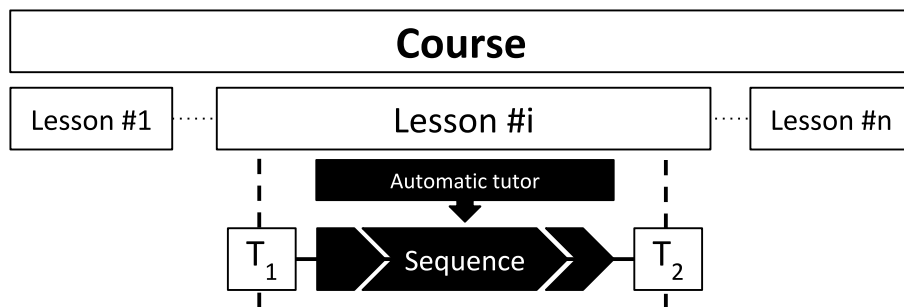 Course
Lesson #1
Lesson #i
Lesson #n
Automatic tutor
T1
Sequence
T2